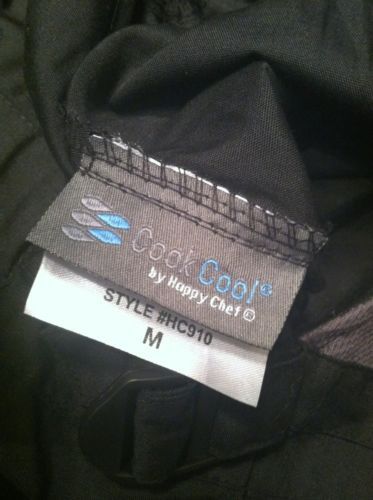 CookCool®
by Happy Chef ©
STYLE #HC910
M